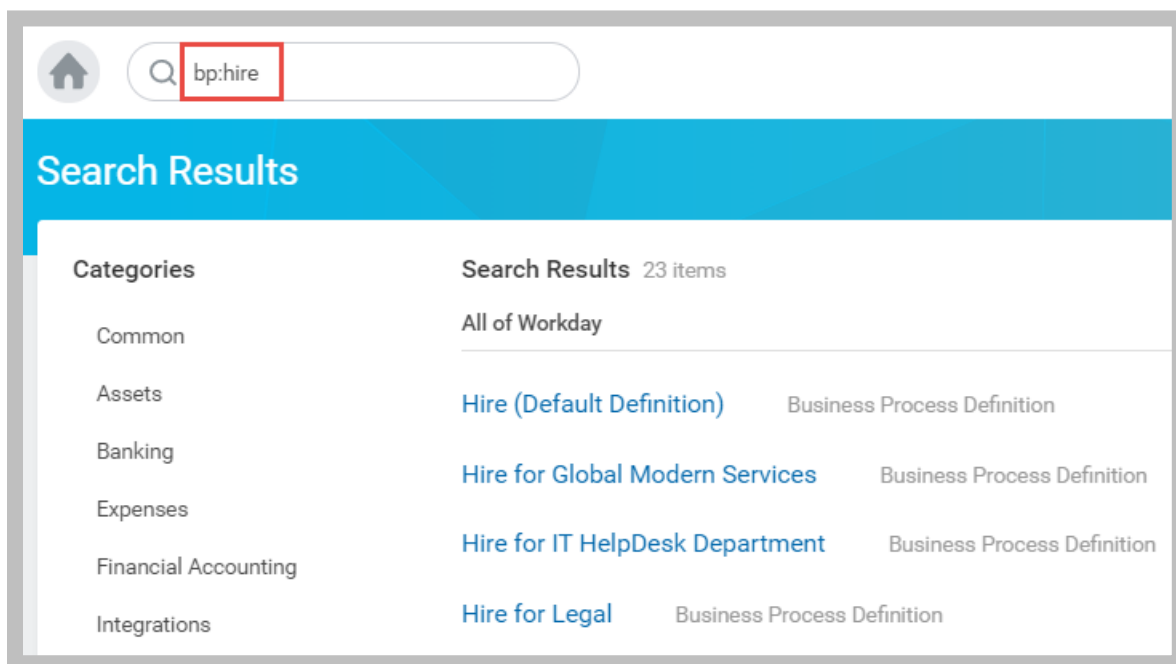 bp:hire
Search Results
Categories
Common
Assets
Banking
Expenses
Financial Accounting
Integrations
Search Results 23 items
All of Workday
Hire (Default Definition) Business Process Definition
Hire for Global Modern Services Business Process Definition
Hire for IT HelpDesk Department Business Process Definition
Hire for Legal Business Process Definition